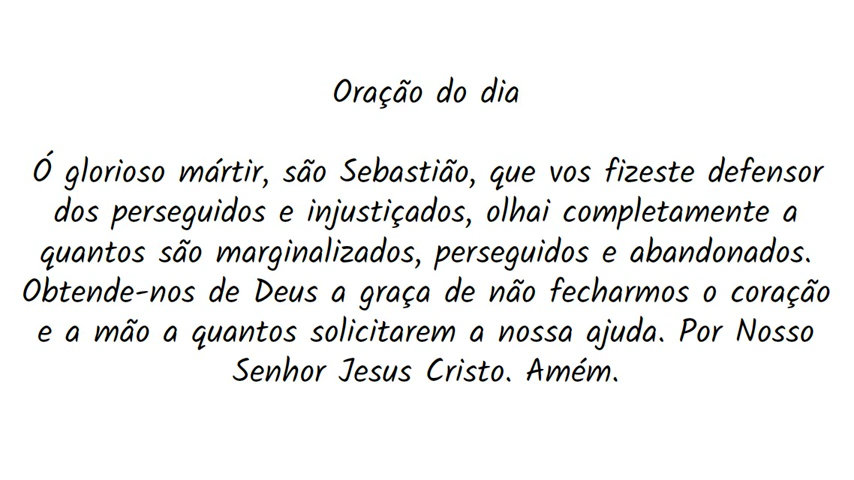 Oração do dia
Ó glorioso mártir, são Sebastião, que vos fizeste defensor
dos perseguidos e injustiçados, olhai completamente a
quantos são marginalizados, perseguidos e abandonados.
Obtende-nos de Deus a graça de não fecharmos o coração
e a mão a quantos solicitarem a nossa ajuda. Por Nosso
Senhor Jesus Cristo. Amém.